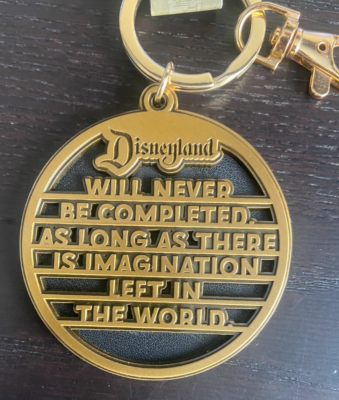 Disneyland
WILL NEVER
BE COMPLETED.
AS LONG AS THERE
IS IMAGINATION
LEFT IN
THE WORLD.